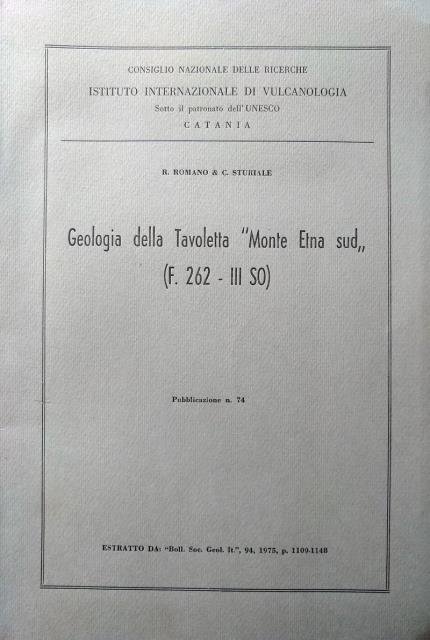 CONSIGLIO NAZIONALE DELLE RICERCHE
ISTITUTO INTERNAZIONALE DI VULCANOLOGIA
Sotto il patronato dell'UNESCO
CATANIA
R. ROMANO & C. STURIALE
Geologia della Tavoletta "Monte Etna sud„
(F. 262 - III SO)
Pubblicazione n. 74
ESTRATTO DA: "Boll. Soc. Geol. It.", 94, 1975, p. 1109-1148